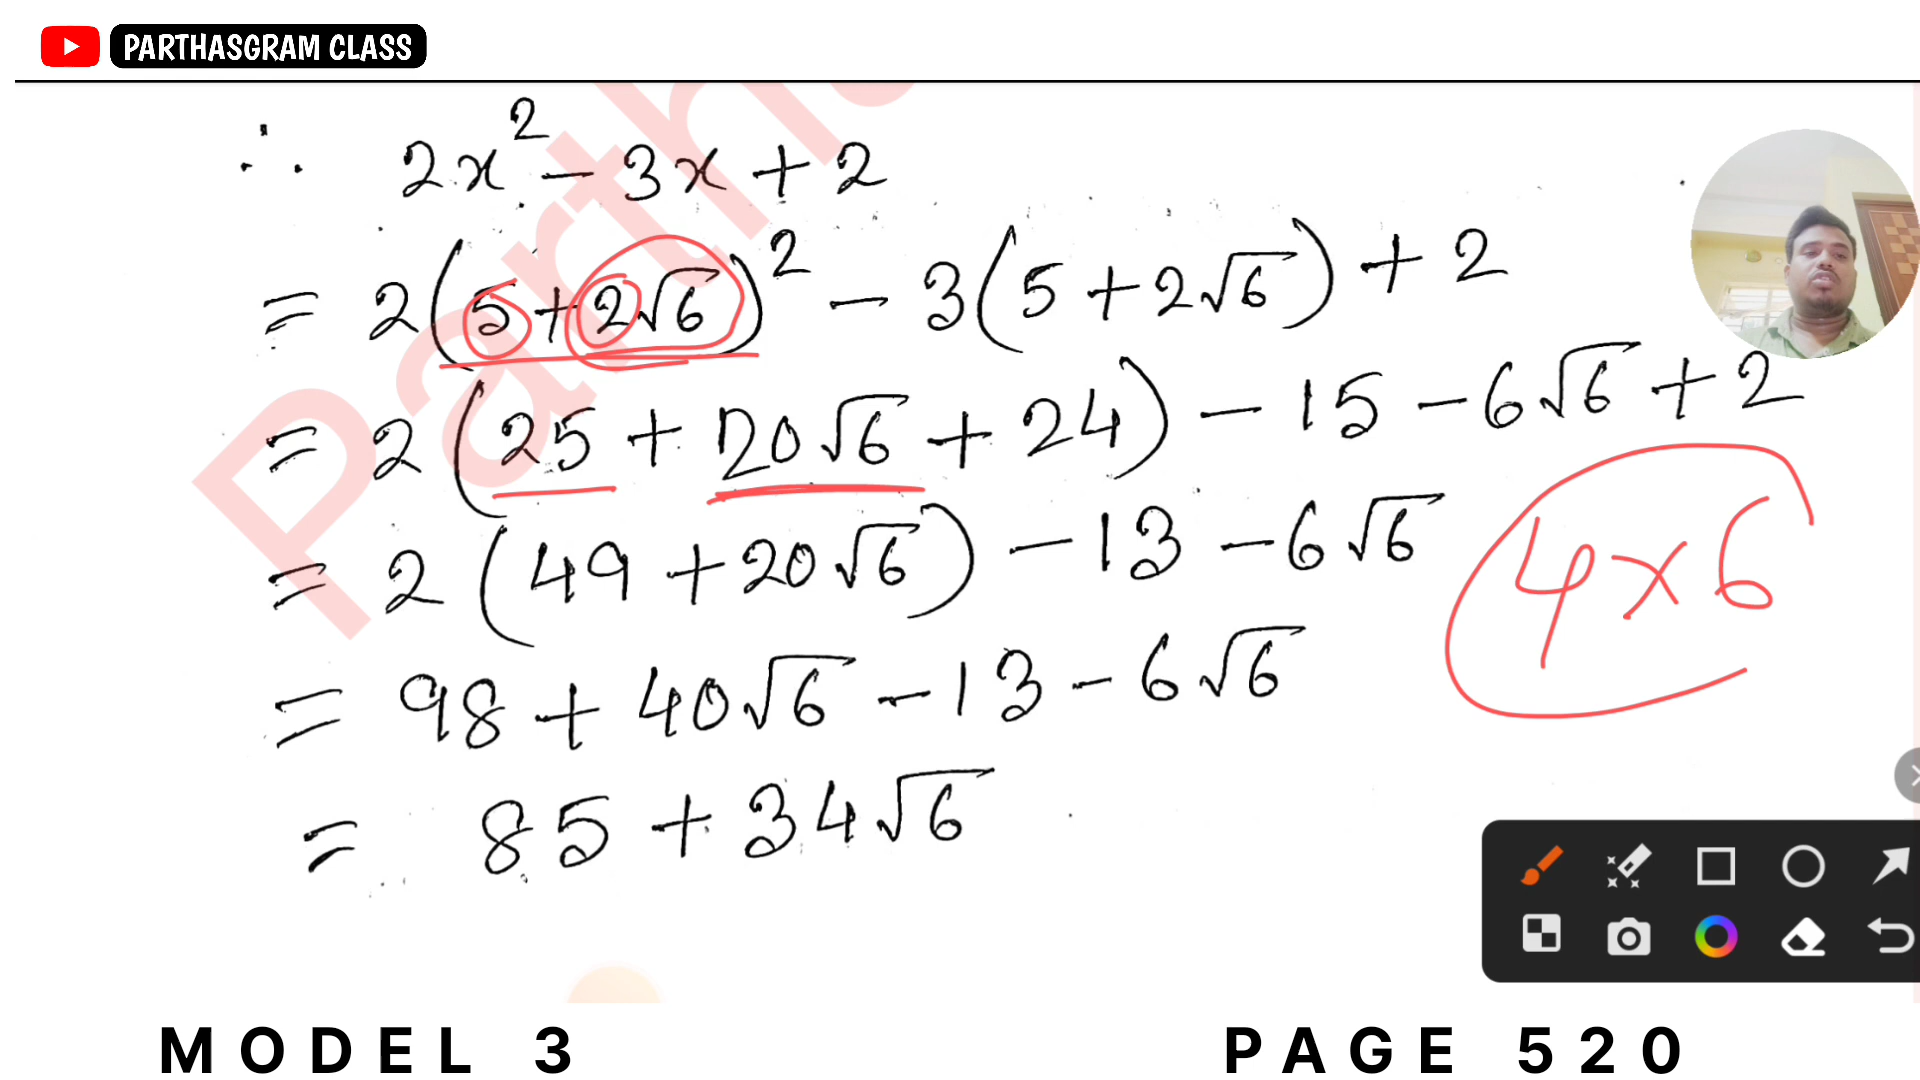 PARTHASGRAM CLASS
Partha
∴ 2x² - 3x + 2
= 2(5+2√6)² - 3(5+2√6) + 2
= 2(25 + 20√6 + 24) - 15 - 6√6 + 2
= 2(49 + 20√6) - 13 - 6√6
4×6
= 98 + 40√6 - 13 - 6√6
= 85 + 34√6
MODEL 3
PAGE 520